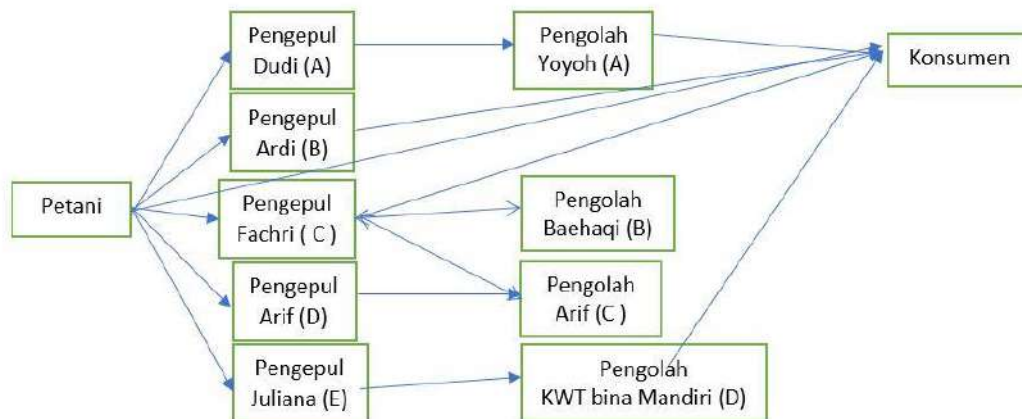 Pengepul
Dudi (A)
Pengolah
Yoyoh (A)
Konsumen
Pengepul
Ardi (B)
Petani
Pengepul
Fachri ( C )
Pengolah
Baehaqi (B)
Pengepul
Arif (D)
Pengolah
Arif (C )
Pengepul
Juliana (E)
Pengolah
KWT bina Mandiri (D)